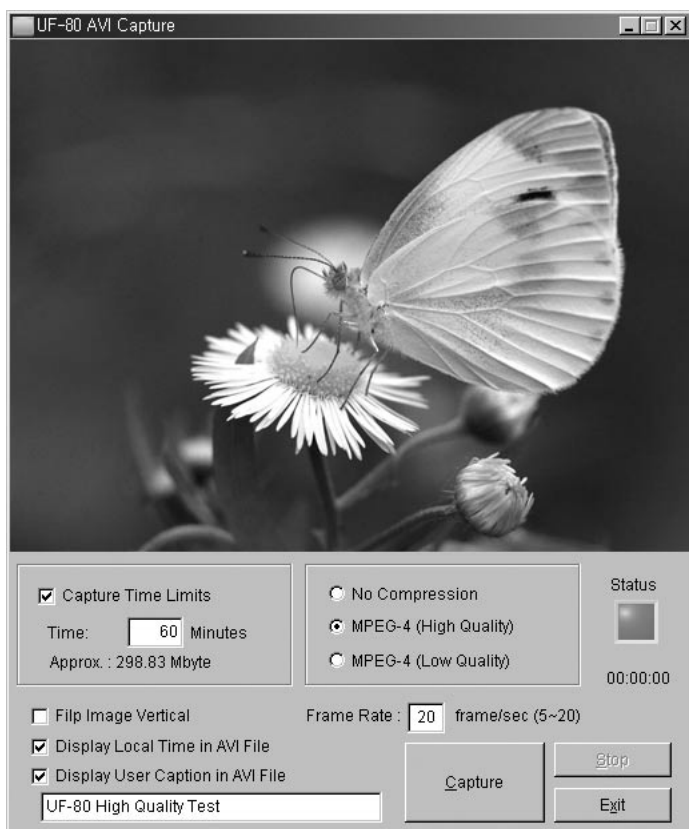 UF-80 AVI Capture
Capture Time Limits
Time: 60 Minutes
Approx. : 298.83 Mbyte
No Compression
MPEG-4 (High Quality)
MPEG-4 (Low Quality)
Status
00:00:00
Filp Image Vertical
Frame Rate : 20 frame/sec (5~20)
Display Local Time in AVI File
Display User Caption in AVI File
UF-80 High Quality Test
Capture
Stop
Exit